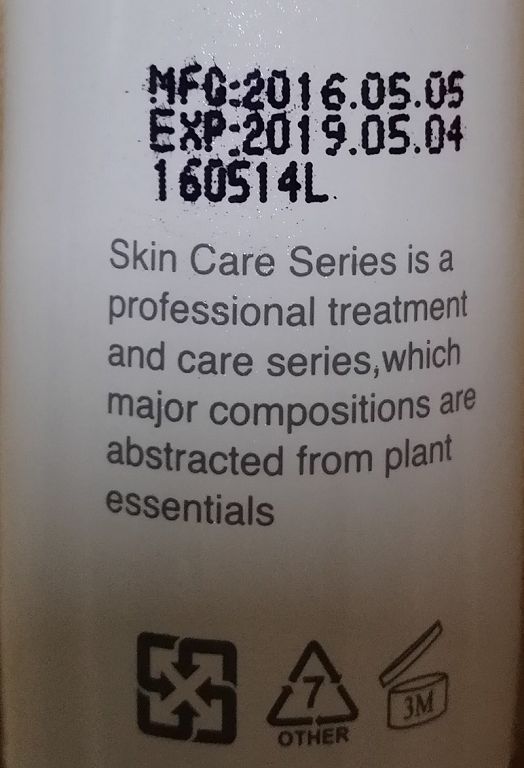 MFG:2016.05.05
EXP:2019.05.04
160514L
Skin Care Series is a
professional treatment
and care series,which
major compositions are
abstracted from plant
essentials
7
OTHER
3M